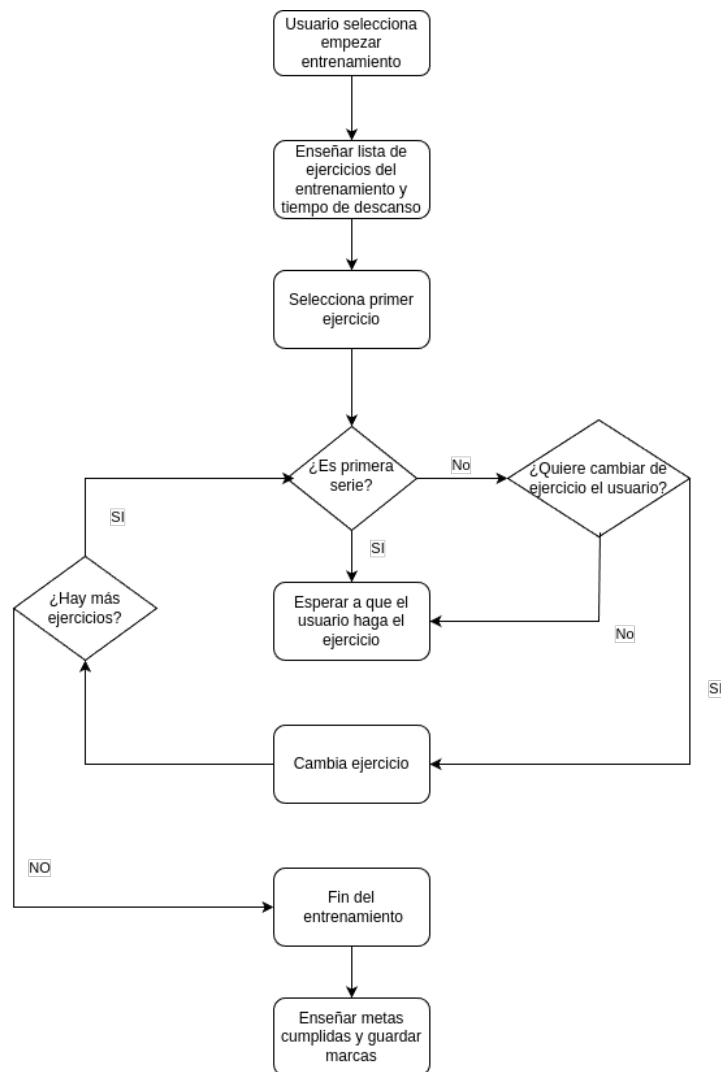 Usuario selecciona
empezar
entrenamiento
Enseñar lista de
ejercicios del
entrenamiento y
tiempo de descanso
Selecciona primer
ejercicio
¿Es primera
serie?
No
¿Quiere cambiar de
ejercicio el usuario?
SI
SI
¿Hay más
ejercicios?
Esperar a que el
usuario haga el
ejercicio
No
SI
Cambia ejercicio
NO
Fin del
entrenamiento
Enseñar metas
cumplidas y guardar
marcas